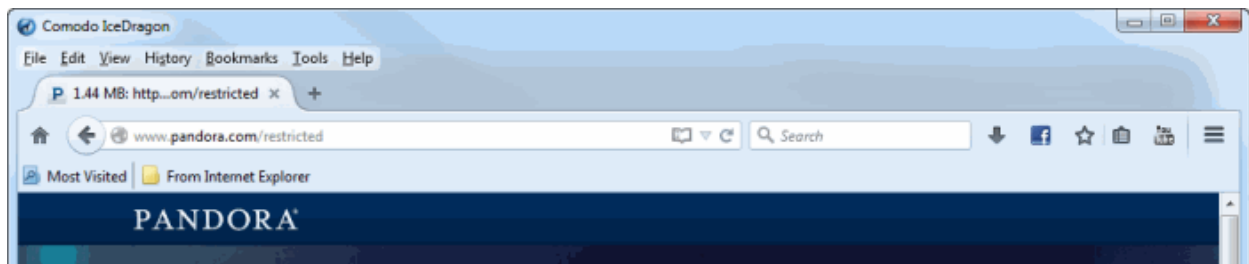 Comodo IceDragon
File Edit View History Bookmarks Tools Help
P 1.44 MB: http...om/restricted × +
www.pandora.com/restricted Search
Most Visited From Internet Explorer
PANDORA